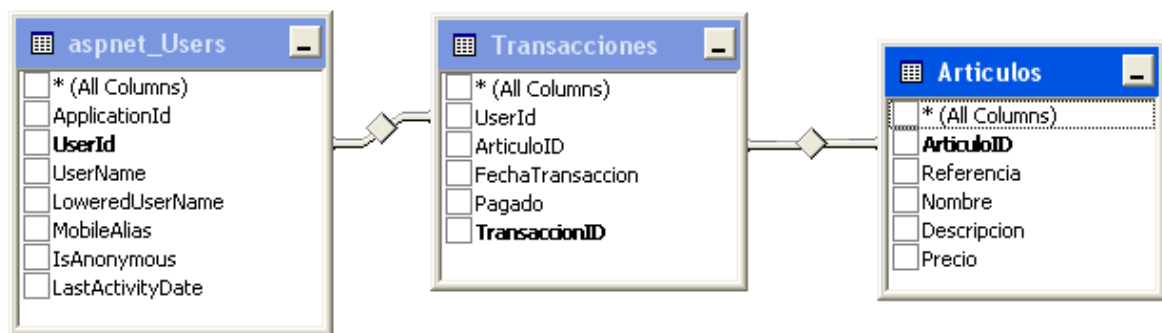 aspnet_Users
* (All Columns)
ApplicationId
UserId
UserName
LoweredUserName
MobileAlias
IsAnonymous
LastActivityDate
Transacciones
* (All Columns)
UserId
ArticuloID
FechaTransaccion
Pagado
TransaccionID
Articulos
* (All Columns)
ArticuloID
Referencia
Nombre
Descripcion
Precio